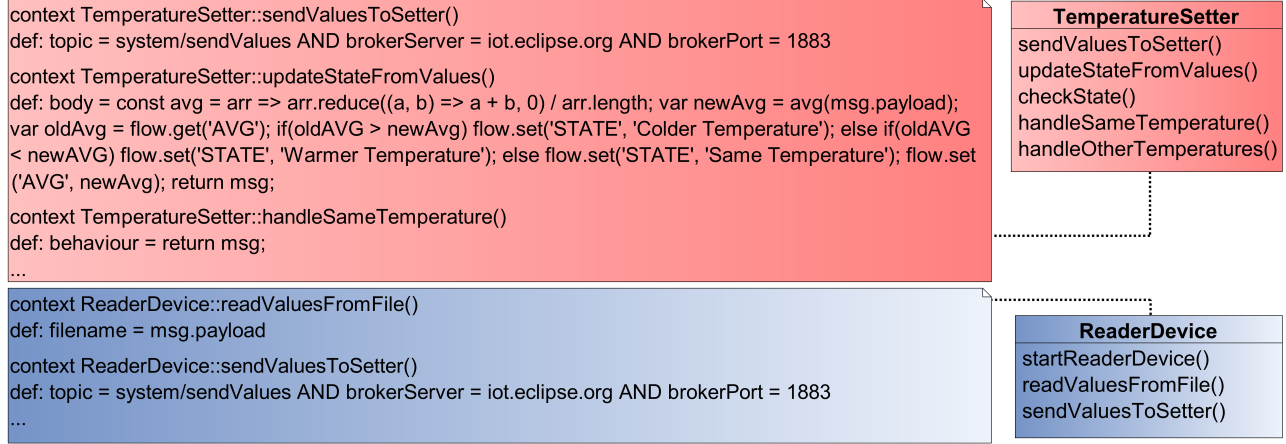 context TemperatureSetter::sendValuesToSetter()
def: topic = system/sendValues AND brokerServer = iot.eclipse.org AND brokerPort = 1883
context TemperatureSetter::updateStateFromValues()
def: body = const avg = arr => arr.reduce((a, b) => a + b, 0) / arr.length; var newAvg = avg(msg.payload);
var oldAvg = flow.get('AVG'); if(oldAVG > newAvg) flow.set('STATE', 'Colder Temperature'); else if(oldAVG
< newAVG) flow.set('STATE', 'Warmer Temperature'); else flow.set('STATE', 'Same Temperature'); flow.set
('AVG', newAvg); return msg;
context TemperatureSetter::handleSameTemperature()
def: behaviour = return msg;
...
TemperatureSetter
sendValuesToSetter()
updateStateFromValues()
checkState()
handleSameTemperature()
handleOtherTemperatures()
context ReaderDevice::readValuesFromFile()
def: filename = msg.payload
context ReaderDevice::sendValuesToSetter()
def: topic = system/sendValues AND brokerServer = iot.eclipse.org AND brokerPort = 1883
...
ReaderDevice
startReaderDevice()
readValuesFromFile()
sendValuesToSetter()